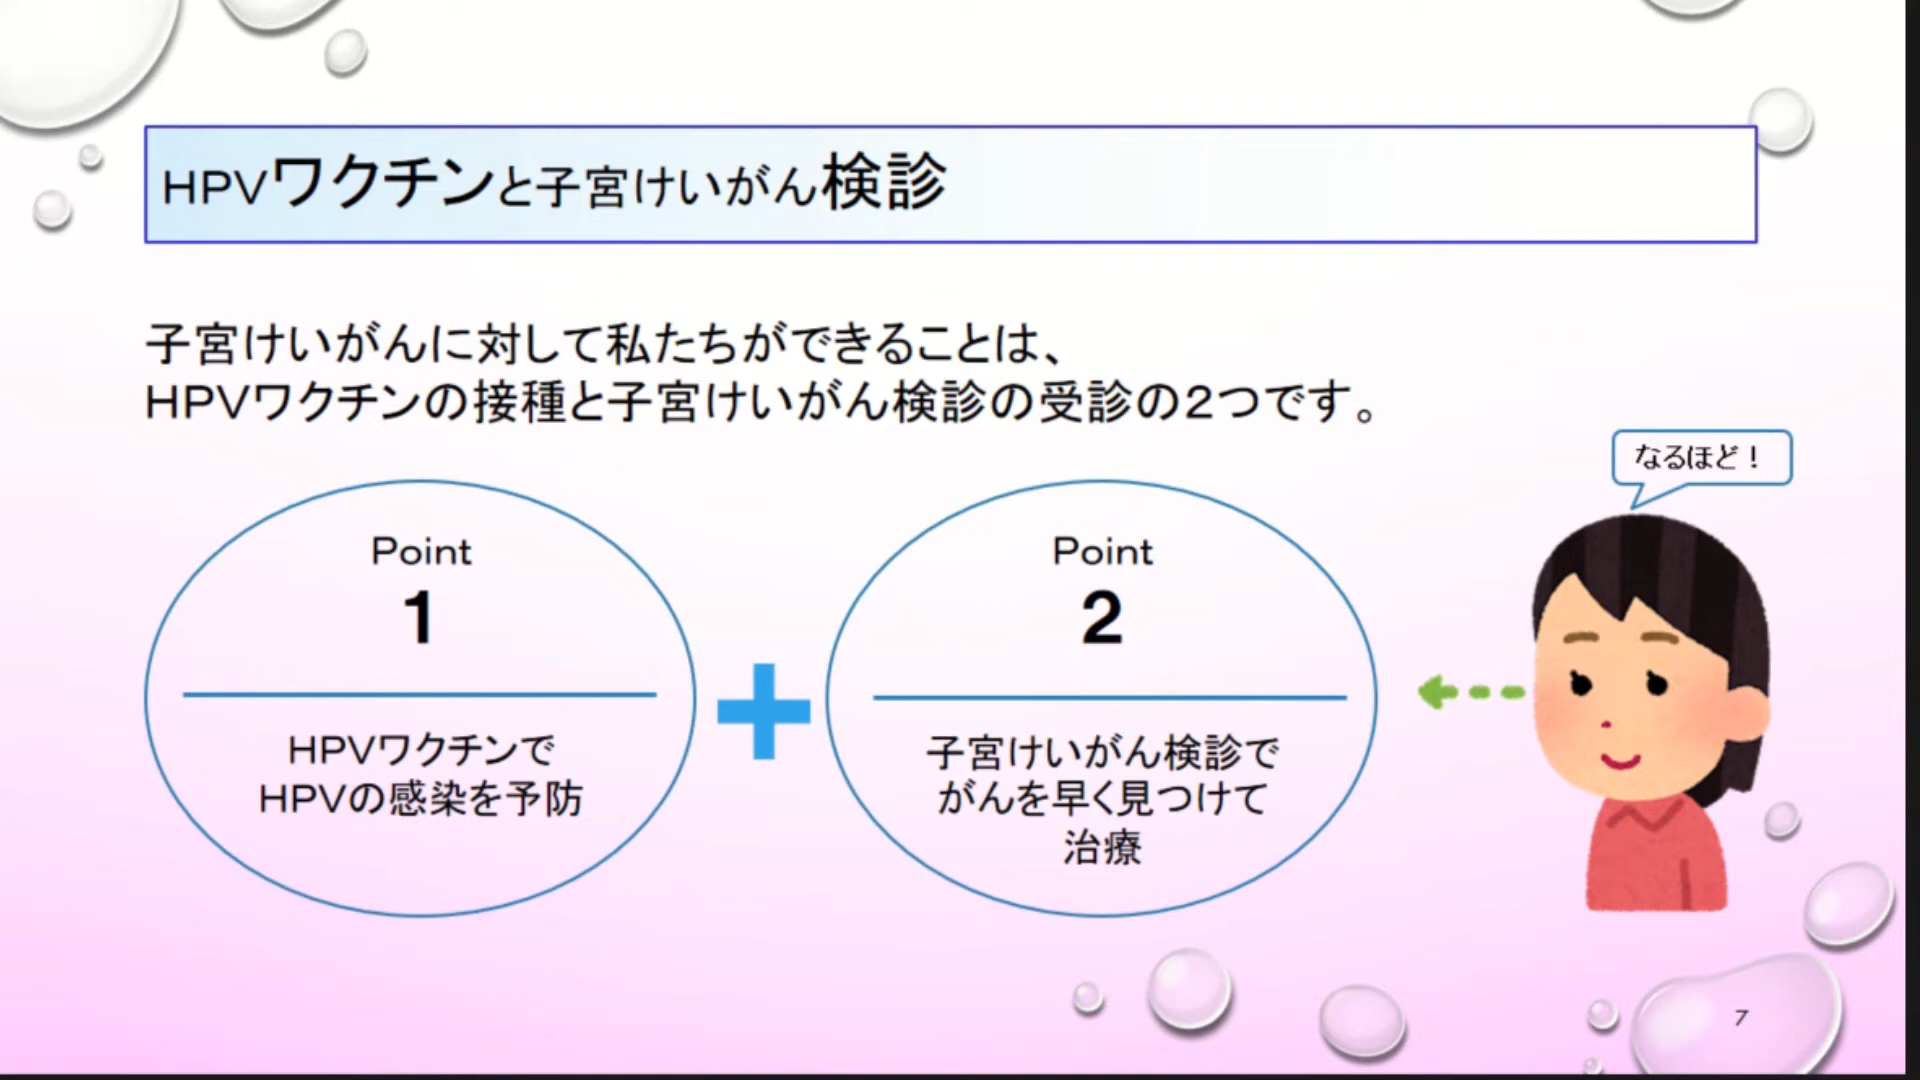 HPVワクチンと子宮けいがん検診
子宮けいがんに対して私たちができることは、
HPVワクチンの接種と子宮けいがん検診の受診の2つです。
なるほど！
Point
1
HPVワクチンで
HPVの感染を予防
Point
2
子宮けいがん検診で
がんを早く見つけて
治療
7